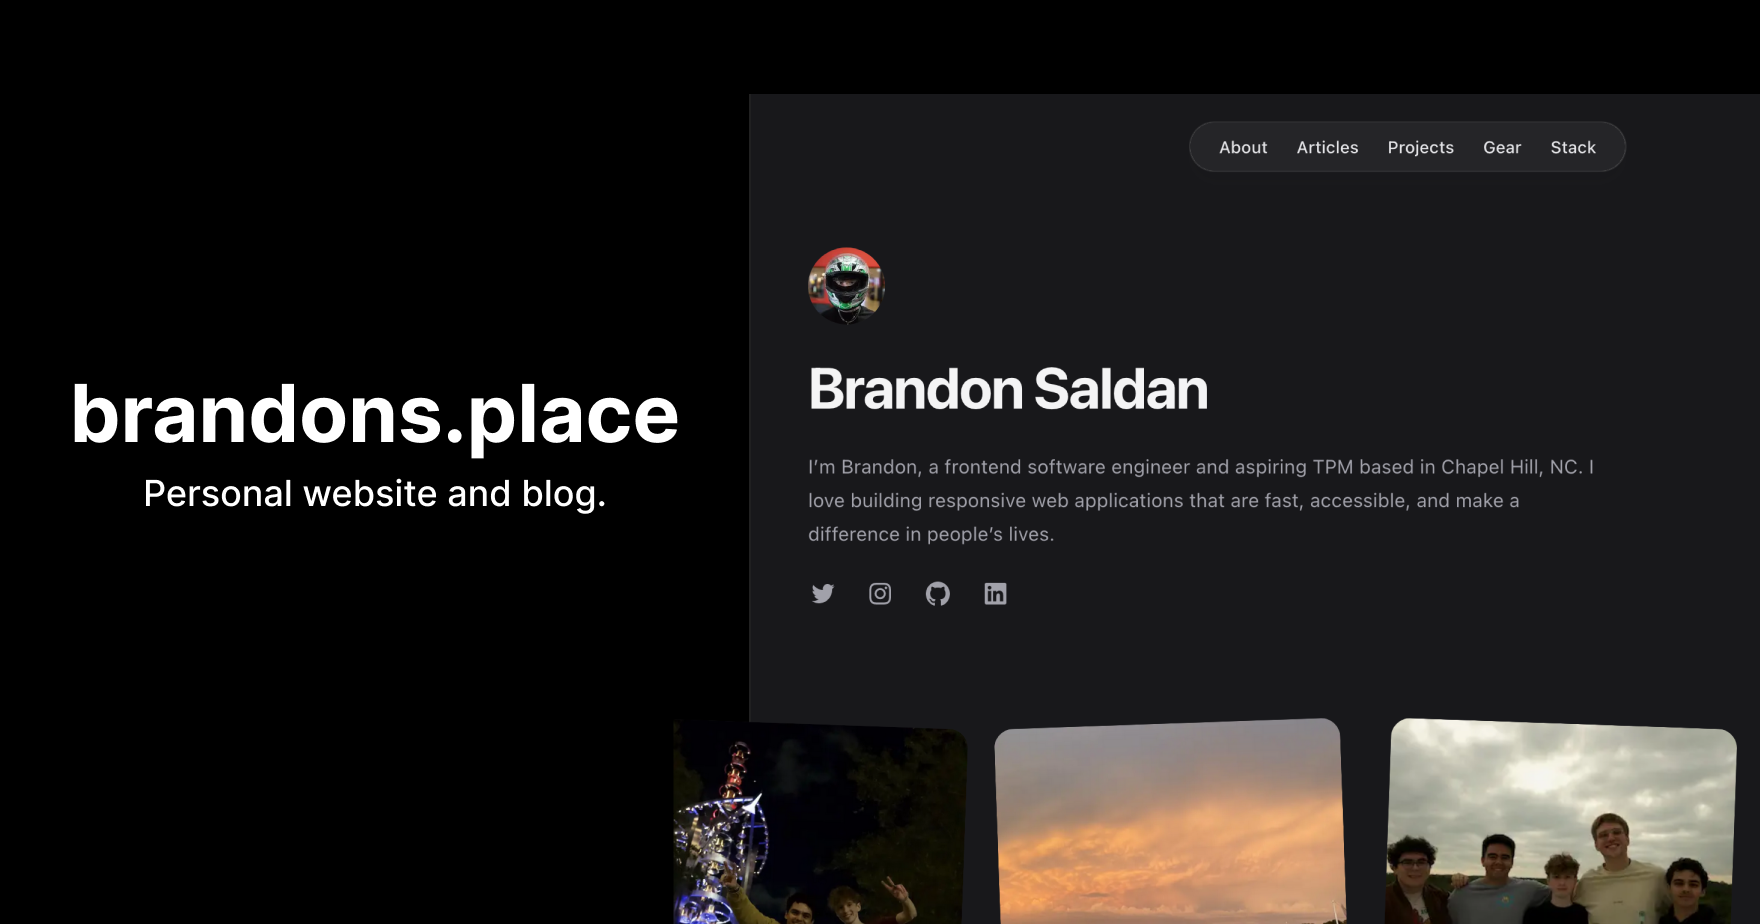 brandons.place
Personal website and blog.
About Articles Projects Gear Stack
Brandon Saldan
I’m Brandon, a frontend software engineer and aspiring TPM based in Chapel Hill, NC. I
love building responsive web applications that are fast, accessible, and make a
difference in people’s lives.
in